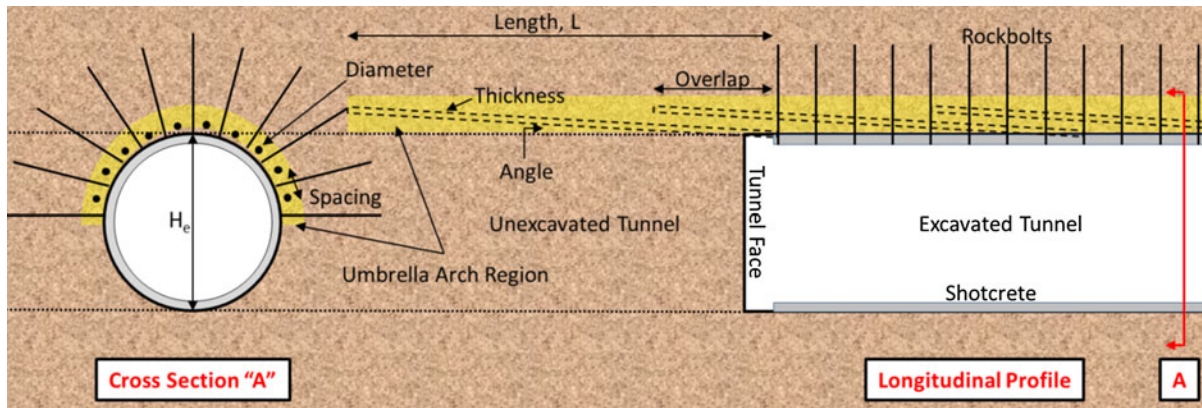 Length, L
Rockbolts
Diameter
Overlap
Thickness
Angle
Spacing
H_e
Unexcavated Tunnel
Tunnel Face
Excavated Tunnel
Umbrella Arch Region
Shotcrete
Cross Section “A”
Longitudinal Profile
A